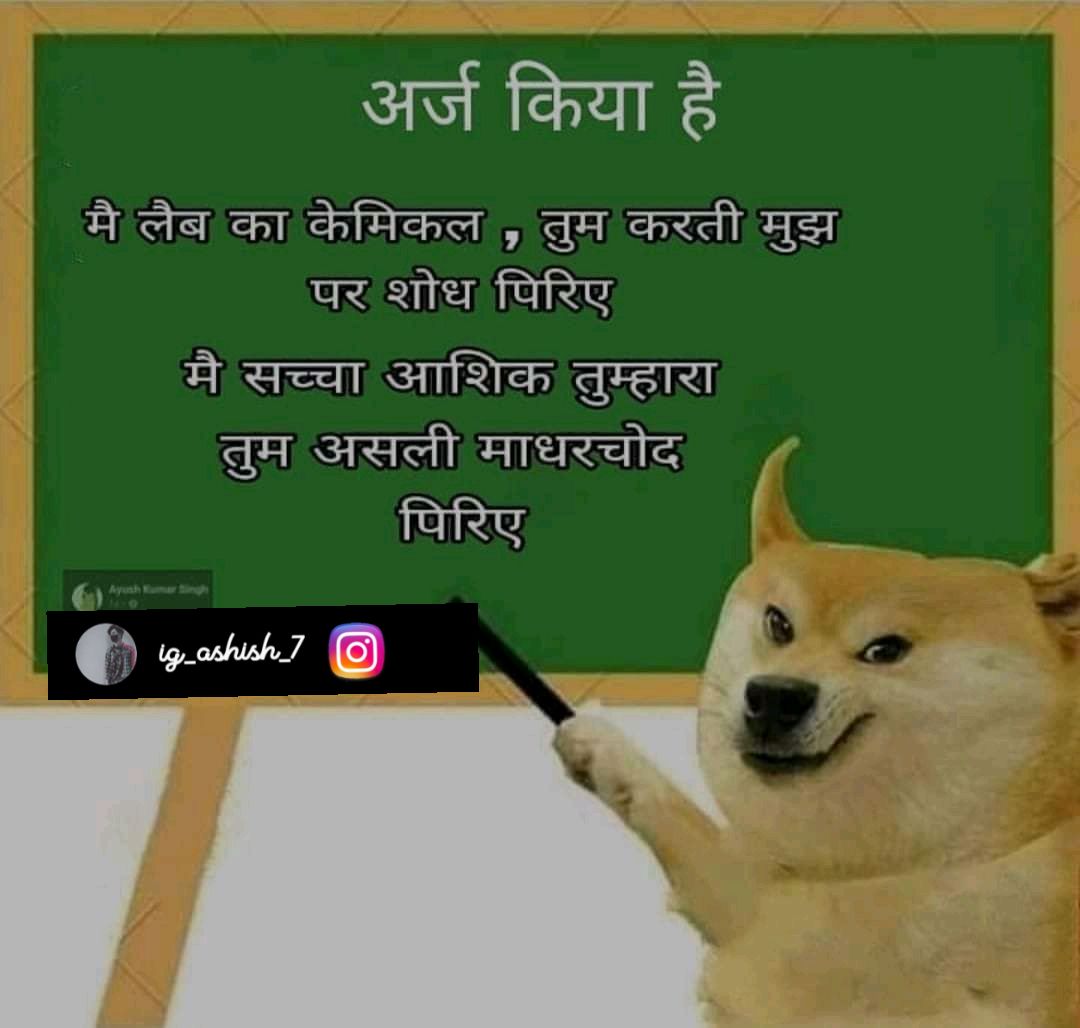 अर्ज किया है
मै लैब का केमिकल , तुम करती मुझ
पर शोध पिरिए
मै सच्चा आशिक तुम्हारा
तुम असली माधरचोद
पिरिए
Ayush Kumar Singh
ig_ashish_7